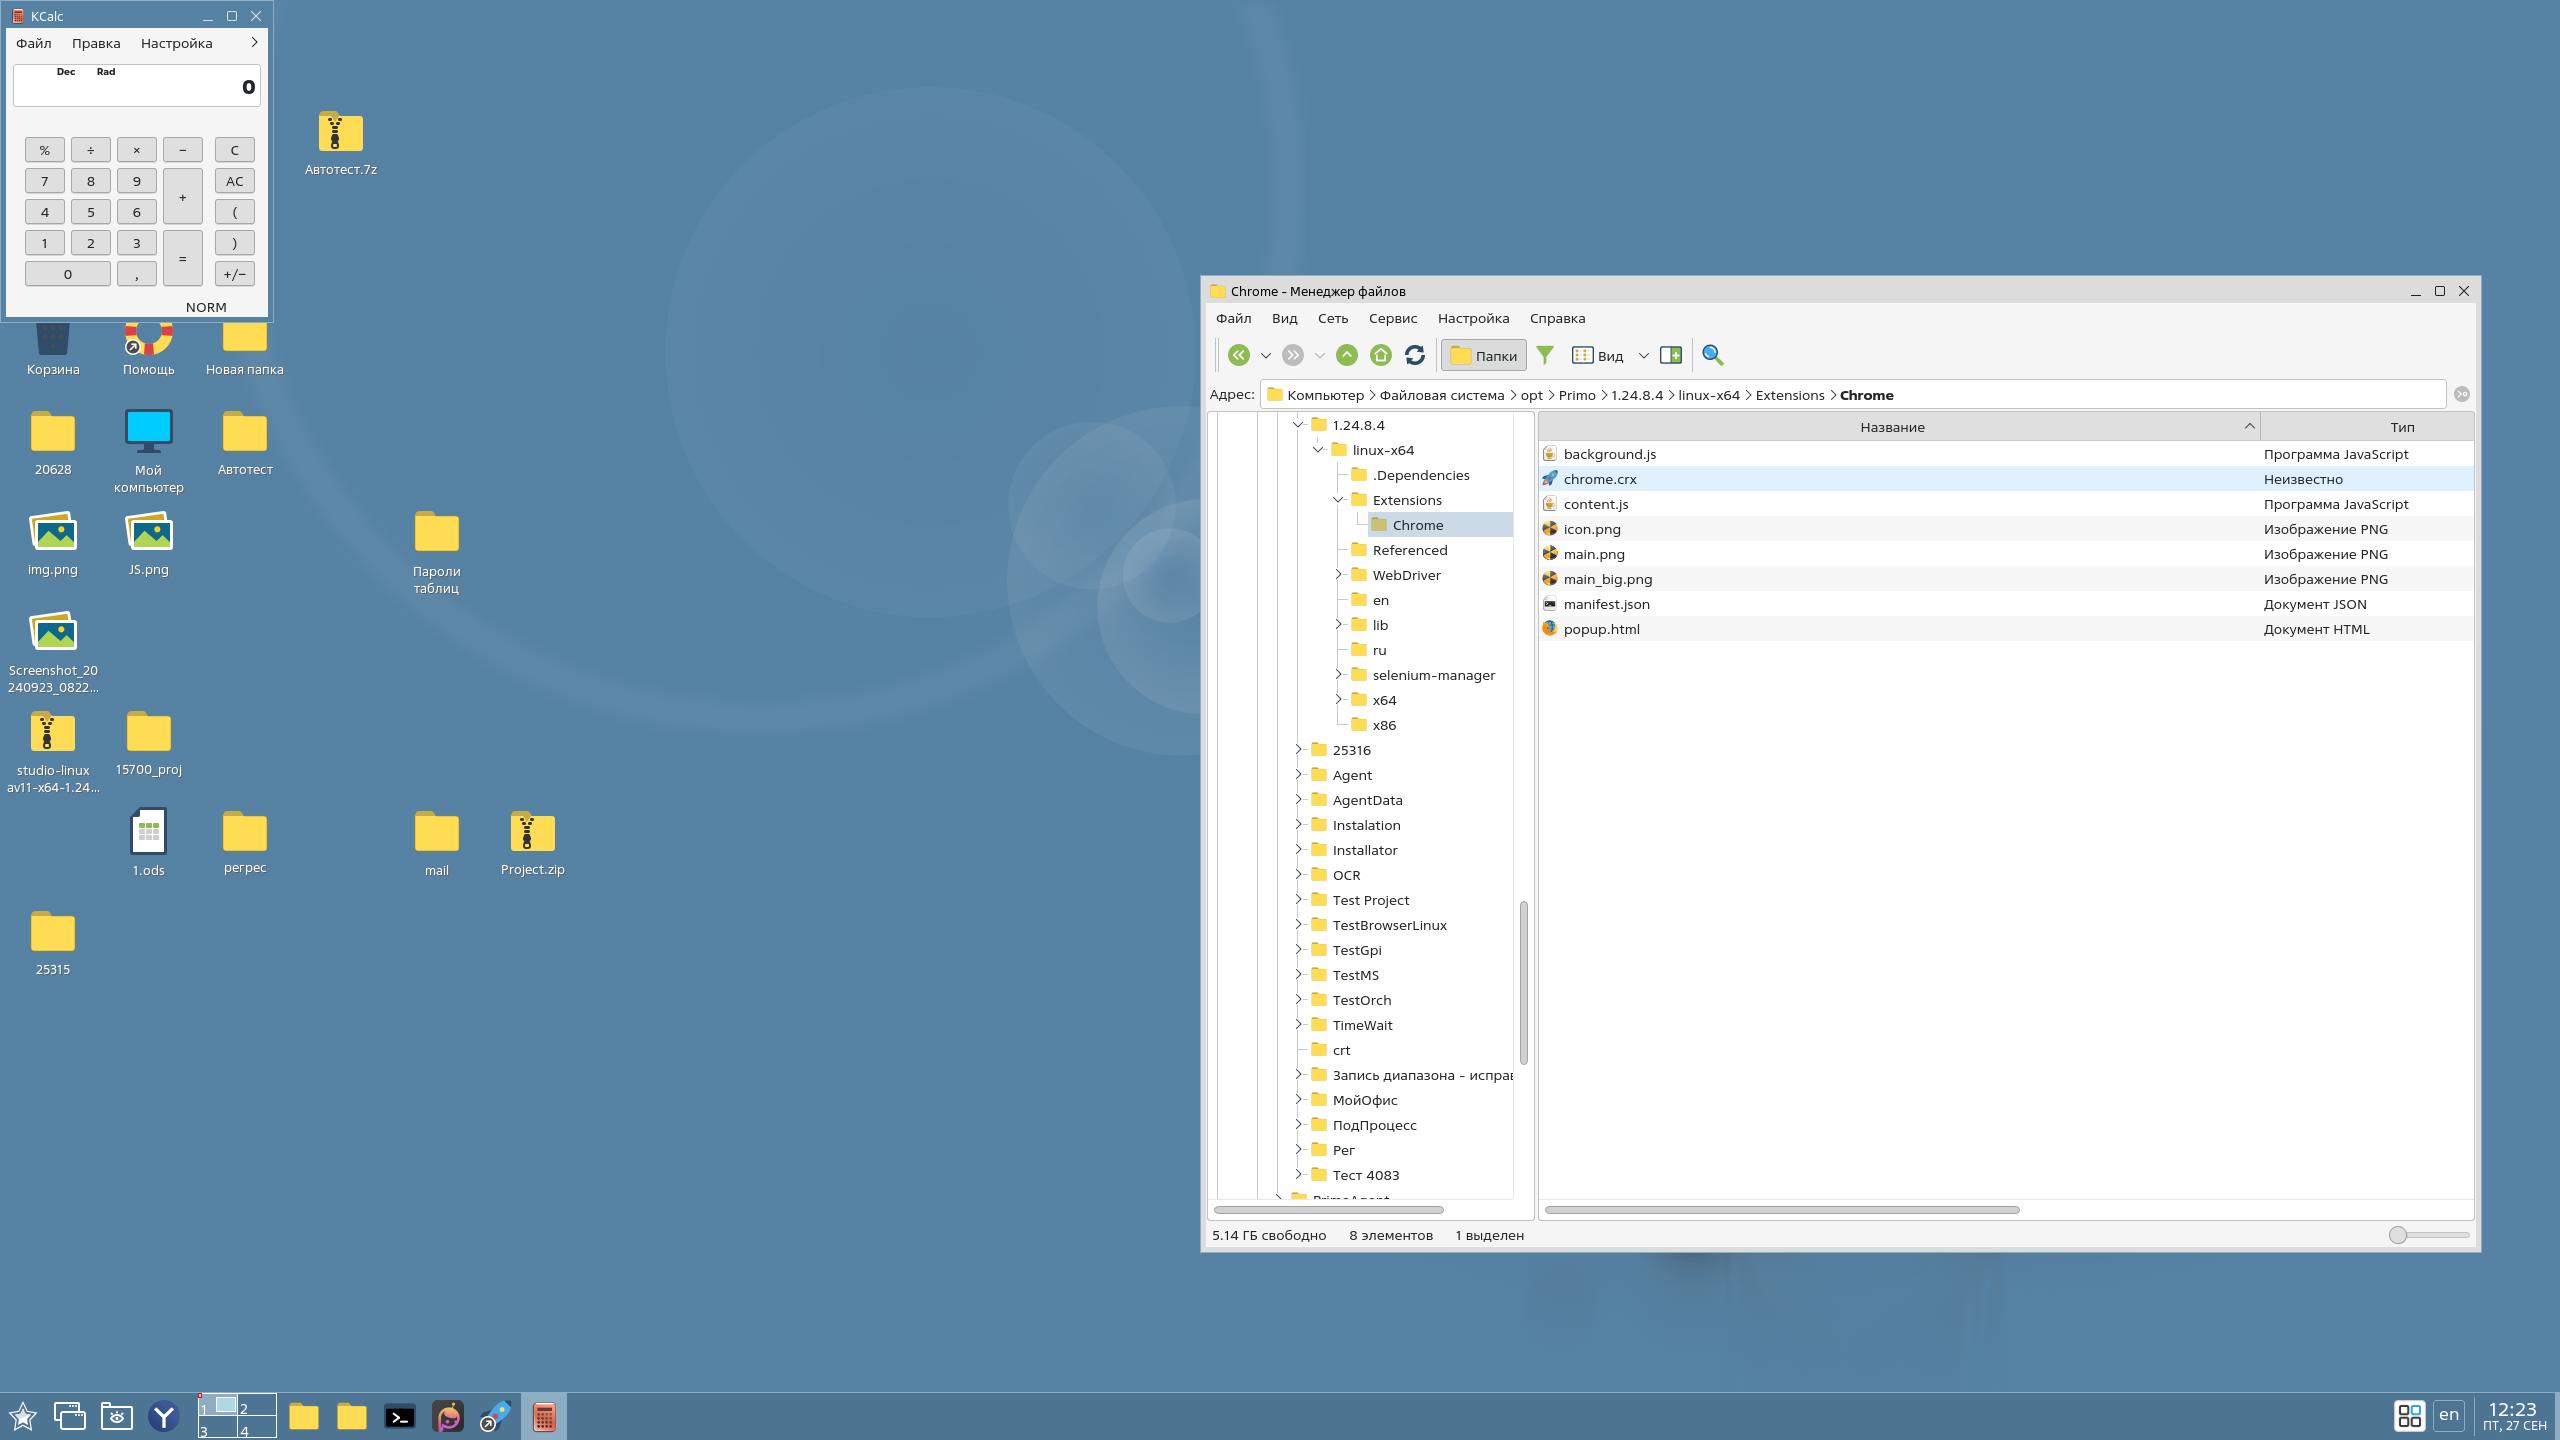 KCalc
Файл Правка Настройка
Dec Rad
0
% ÷ × − C
7 8 9 + AC
4 5 6 (
1 2 3 = )
0 , +/−
NORM
Автотест.7z
Корзина
Помощь
Новая папка
20628
Мой
компьютер
Автотест
img.png
JS.png
Пароли
таблиц
Screenshot_20
240923_0822...
studio-linux
av11-x64-1.24...
15700_proj
1.ods
регрес
mail
Project.zip
25315
Chrome - Менеджер файлов
Файл Вид Сеть Сервис Настройка Справка
Папки Вид
Адрес: Компьютер Файловая система opt Primo 1.24.8.4 linux-x64 Extensions Chrome
1.24.8.4
linux-x64
.Dependencies
Extensions
Chrome
Referenced
WebDriver
en
lib
ru
selenium-manager
x64
x86
25316
Agent
AgentData
Instalation
Installator
OCR
Test Project
TestBrowserLinux
TestGpi
TestMS
TestOrch
TimeWait
crt
Запись диапазона - исправ
МойОфис
ПодПроцесс
Рег
Тест 4083
Название Тип
background.js Программа JavaScript
chrome.crx Неизвестно
content.js Программа JavaScript
icon.png Изображение PNG
main.png Изображение PNG
main_big.png Изображение PNG
manifest.json Документ JSON
popup.html Документ HTML
5.14 ГБ свободно 8 элементов 1 выделен
1 2
3 4
en
12:23
ПТ, 27 СЕН